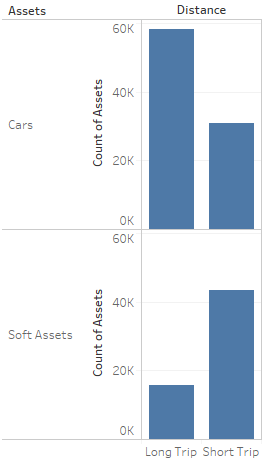 Assets
Distance
Cars
Count of Assets
60K
40K
20K
0K
Soft Assets
Count of Assets
60K
40K
20K
0K
Long Trip Short Trip